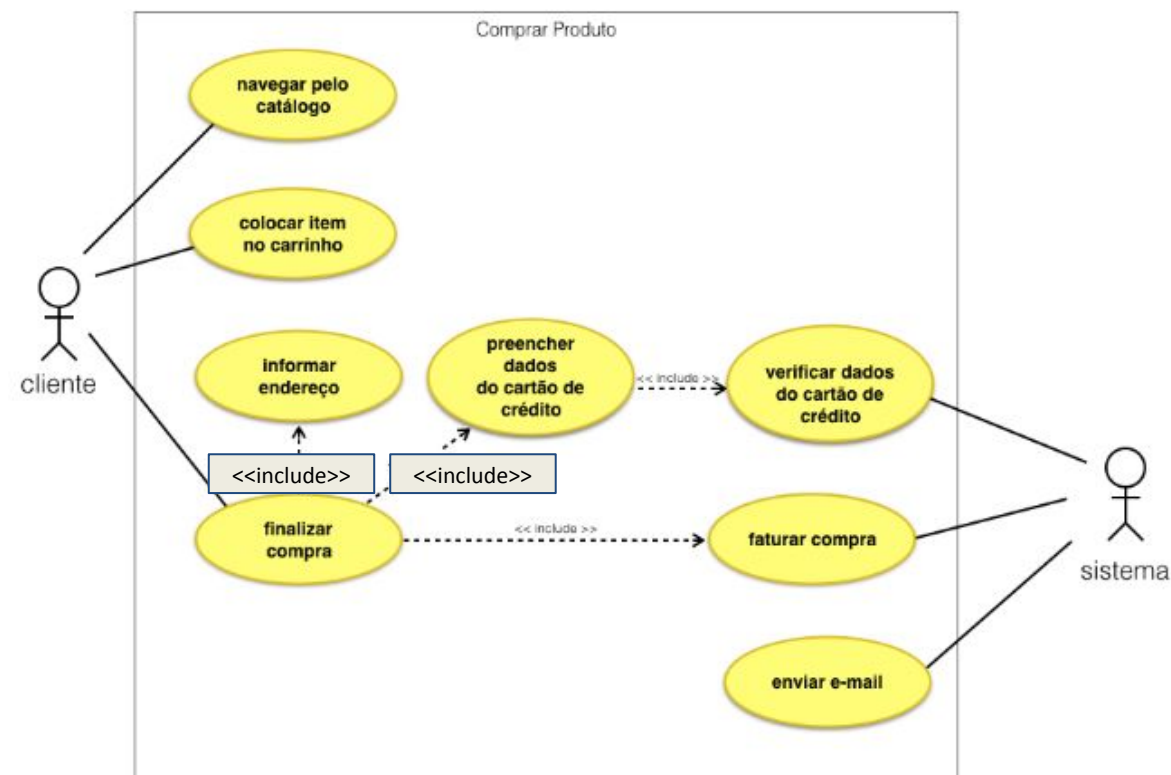 Comprar Produto
navegar pelo
catálogo
colocar item
no carrinho
cliente
informar
endereço
preencher
dados
do cartão de
crédito
<< include >>
verificar dados
do cartão de
crédito
<<include>>
<<include>>
finalizar
compra
<< include >>
faturar compra
sistema
enviar e-mail